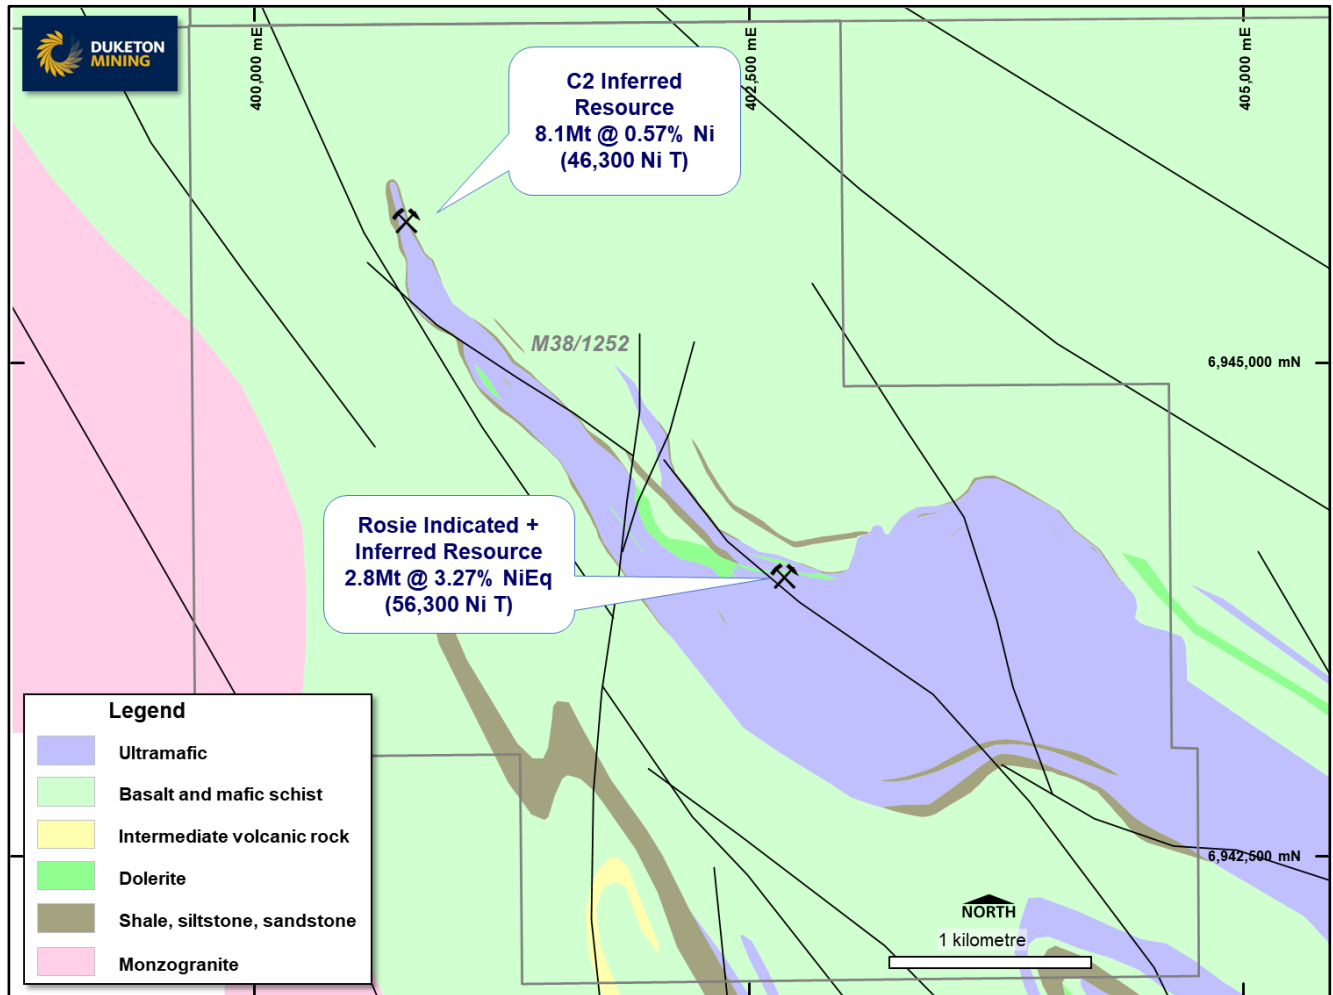 DUKETON
MINING
400,000 mE
402,500 mE
405,000 mE
C2 Inferred
Resource
8.1Mt @ 0.57% Ni
(46,300 Ni T)
M38/1252
6,945,000 mN
Rosie Indicated +
Inferred Resource
2.8Mt @ 3.27% NiEq
(56,300 Ni T)
Legend
Ultramafic
Basalt and mafic schist
Intermediate volcanic rock
Dolerite
Shale, siltstone, sandstone
Monzogranite
6,942,500 mN
NORTH
1 kilometre